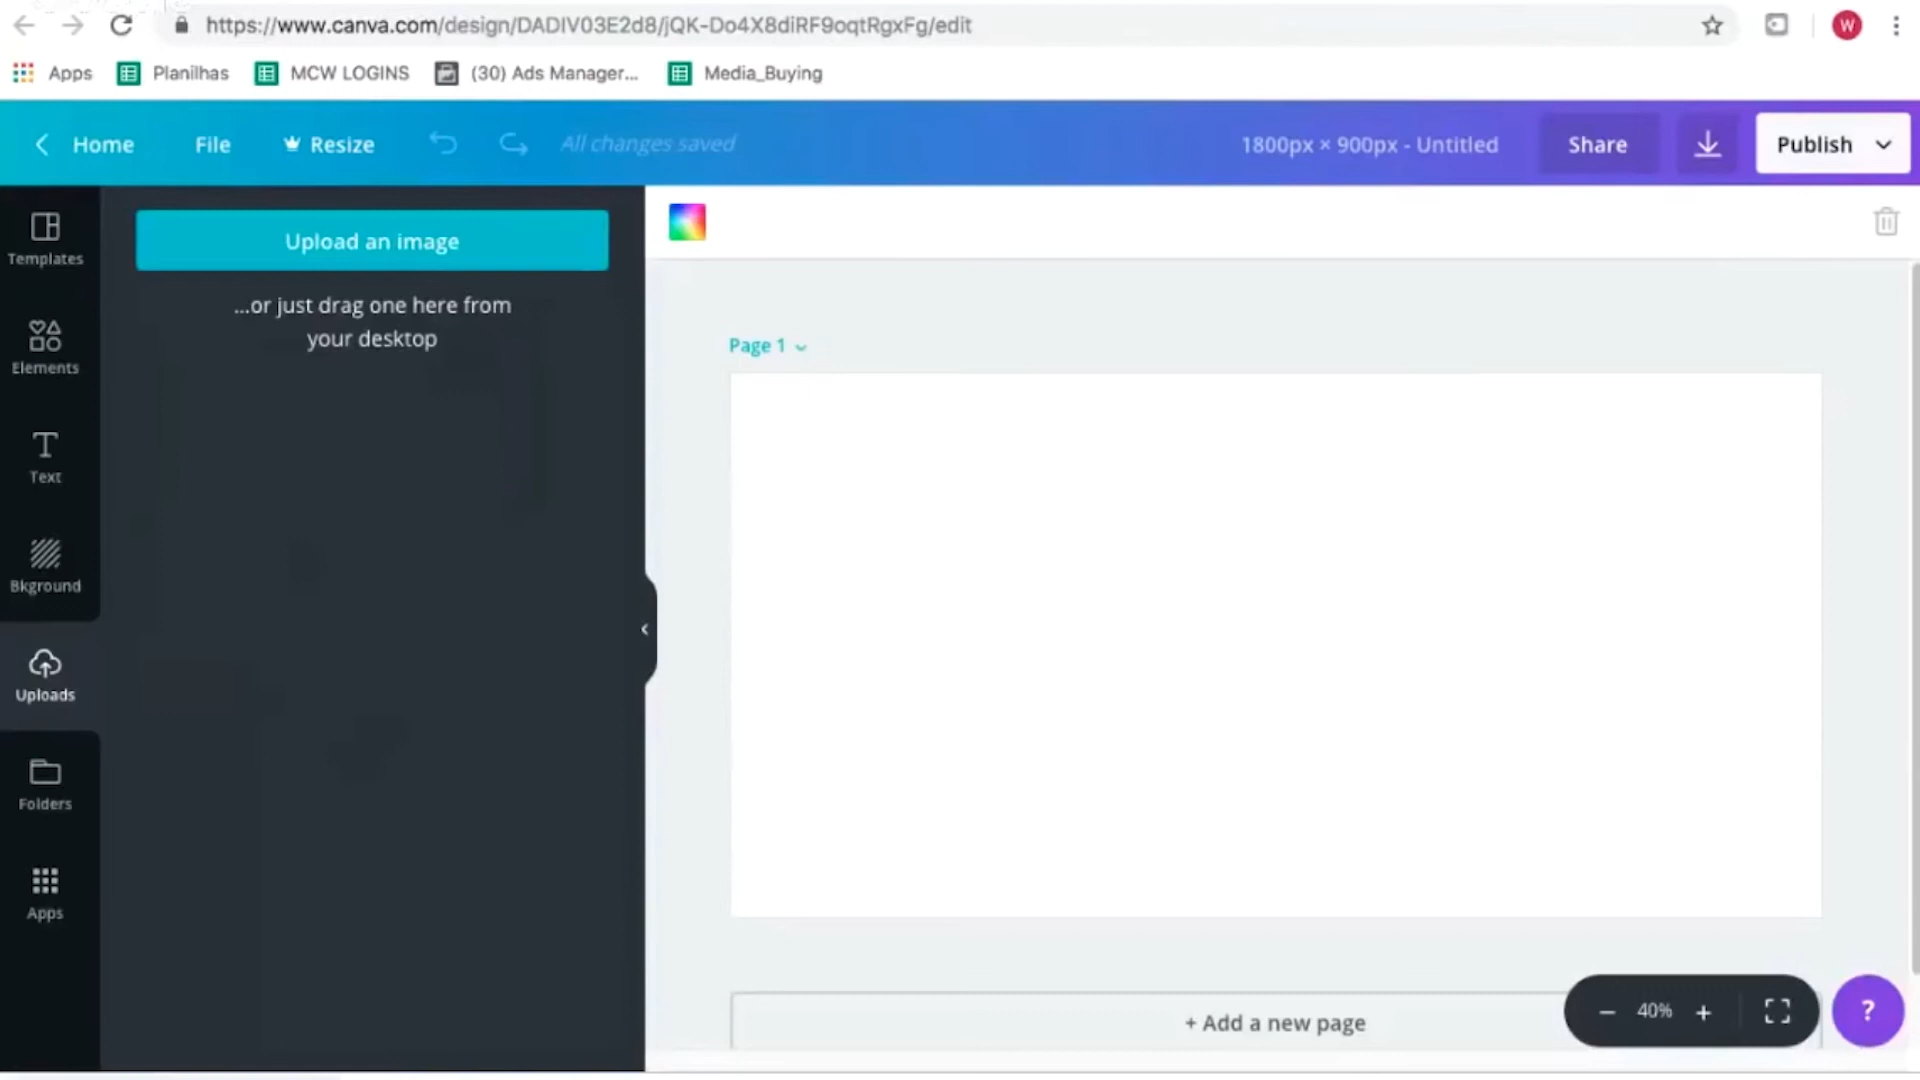 https://www.canva.com/design/DADIV03E2d8/jQK-Do4X8diRF9oqtRgxFg/edit
W
Apps
Planilhas
MCW LOGINS
(30) Ads Manager...
Media_Buying
Home
File
Resize
All changes saved
1800px × 900px - Untitled
Share
Publish
Templates
Elements
Text
Bkground
Uploads
Folders
Apps
Upload an image
...or just drag one here from
your desktop
Page 1
+ Add a new page
40%
?